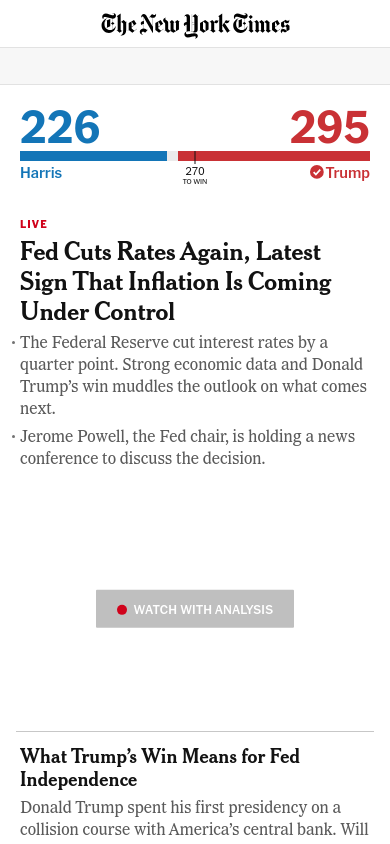 The New York Times
226 295
Harris 270 Trump
TO WIN
LIVE
Fed Cuts Rates Again, Latest
Sign That Inflation Is Coming
Under Control
· The Federal Reserve cut interest rates by a
quarter point. Strong economic data and Donald
Trump’s win muddles the outlook on what comes
next.
· Jerome Powell, the Fed chair, is holding a news
conference to discuss the decision.
WATCH WITH ANALYSIS
What Trump’s Win Means for Fed
Independence
Donald Trump spent his first presidency on a
collision course with America’s central bank. Will